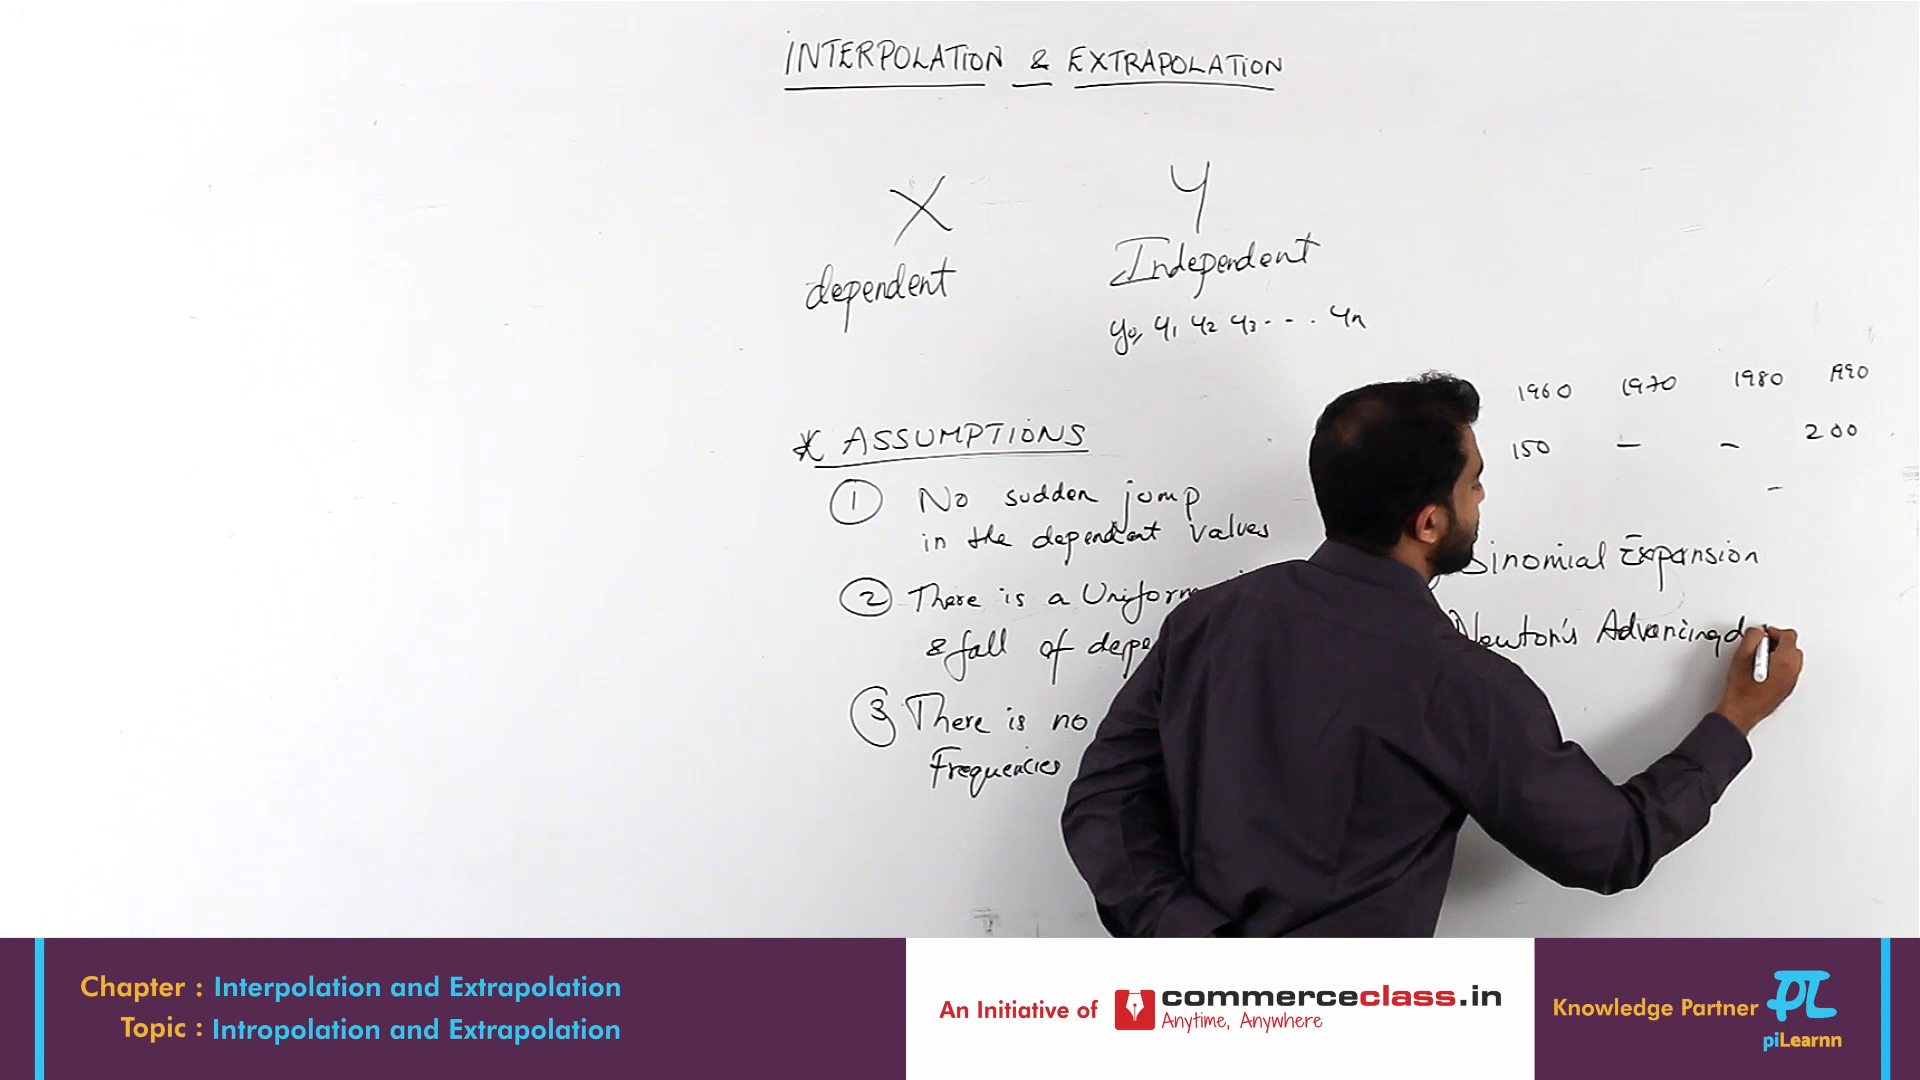 INTERPOLATION & EXTRAPOLATION
X Y
dependent Independent
y0, y1 y2 y3 - - - . yn
1960 1970 1980 1990
150 – – 200
–
* ASSUMPTIONS
① No sudden jump
in the dependent values
② There is a Uniform
& fall of depe
③ There is no
Frequencies
Binomial Expansion
Newton's Advancing d
Chapter : Interpolation and Extrapolation
Topic : Intropolation and Extrapolation
An Initiative of commerceclass.in
Anytime, Anywhere
Knowledge Partner
piLearnn